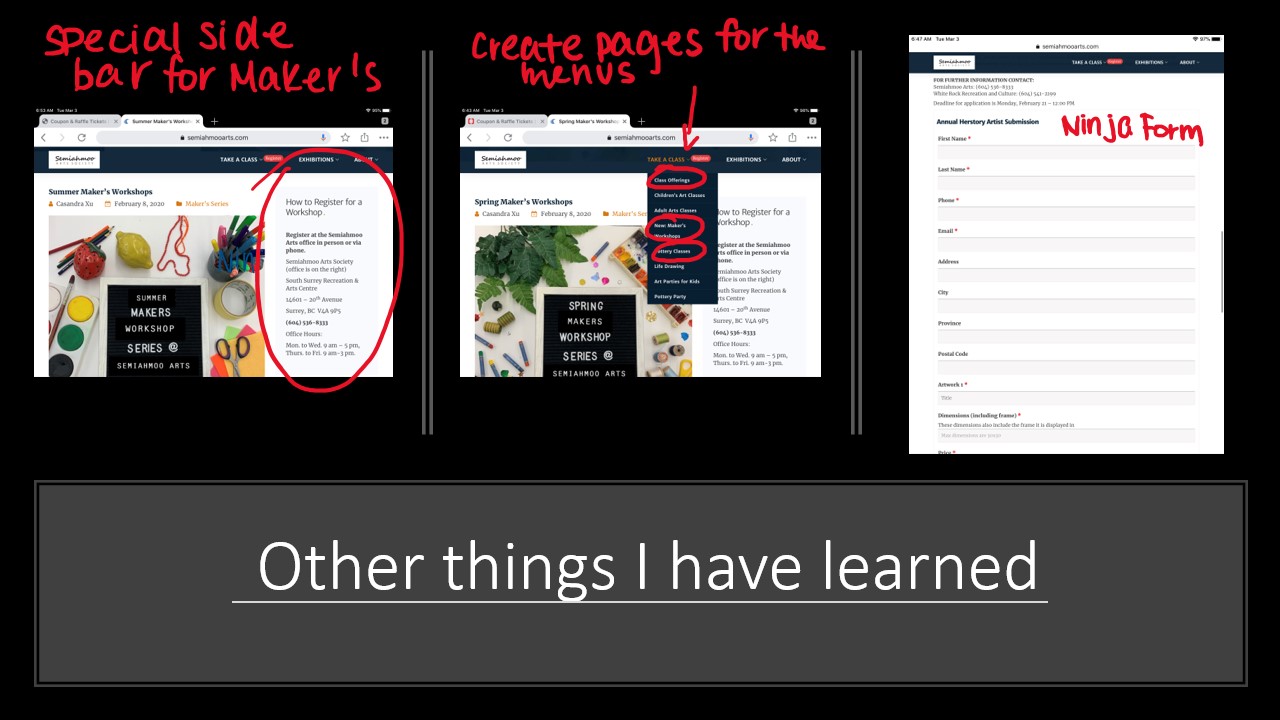 special side
bar for Maker's
8:53 AM Tue Mar 3
95%
Coupon & Raffle Tickets
Summer Maker's Worksh
semiahmooarts.com
Semiahmoo
ARTS SOCIETY
TAKE A CLASS Register EXHIBITIONS ABOUT
Summer Maker's Workshops
Casandra Xu February 8, 2020 Maker's Series
SUMMER
MAKERS
WORKSHOP
SERIES @
SEMIAHMOO ARTS
How to Register for a
Workshop.
Register at the Semiahmoo
Arts office in person or via
phone.
Semiahmoo Arts Society
(office is on the right)
South Surrey Recreation &
Arts Centre
14601 – 20th Avenue
Surrey, BC V4A 9P5
(604) 536-8333
Office Hours:
Mon. to Wed. 9 am – 5 pm,
Thurs. to Fri. 9 am-3 pm.
create pages for the
menus
8:43 AM Tue Mar 3
96%
Coupon & Raffle Tickets
Spring Maker's Workshop
semiahmooarts.com
Semiahmoo
ARTS SOCIETY
TAKE A CLASS Register EXHIBITIONS ABOUT
Class Offerings
Children's Art Classes
Adult Arts Classes
New: Maker's
Workshops
Pottery Classes
Life Drawing
Art Parties for Kids
Pottery Party
Spring Maker's Workshops
Casandra Xu February 8, 2020 Maker's Ser
SPRING
MAKERS
WORKSHOP
SERIES @
SEMIAHMOO ARTS
How to Register for a
Workshop.
Register at the Semiahmoo
Arts office in person or via
phone.
Semiahmoo Arts Society
(office is on the right)
South Surrey Recreation &
Arts Centre
14601 – 20th Avenue
Surrey, BC V4A 9P5
(604) 536-8333
Office Hours:
Mon. to Wed. 9 am – 5 pm,
Thurs. to Fri. 9 am-3 pm.
6:47 AM Tue Mar 3
97%
semiahmooarts.com
Semiahmoo
TAKE A CLASS Register EXHIBITIONS ABOUT
FOR FURTHER INFORMATION CONTACT:
Semiahmoo Arts: (604) 536-8333
White Rock Recreation and Culture: (604) 541-2199
Deadline for application is Monday, February 21 – 12:00 PM
Annual Herstory Artist Submission
Ninja Form
First Name *
Last Name *
Phone *
Email *
Address
City
Province
Postal Code
Artwork 1 *
Title
Dimensions (including frame) *
These dimensions also include the frame it is displayed in
Price *
Other things I have learned